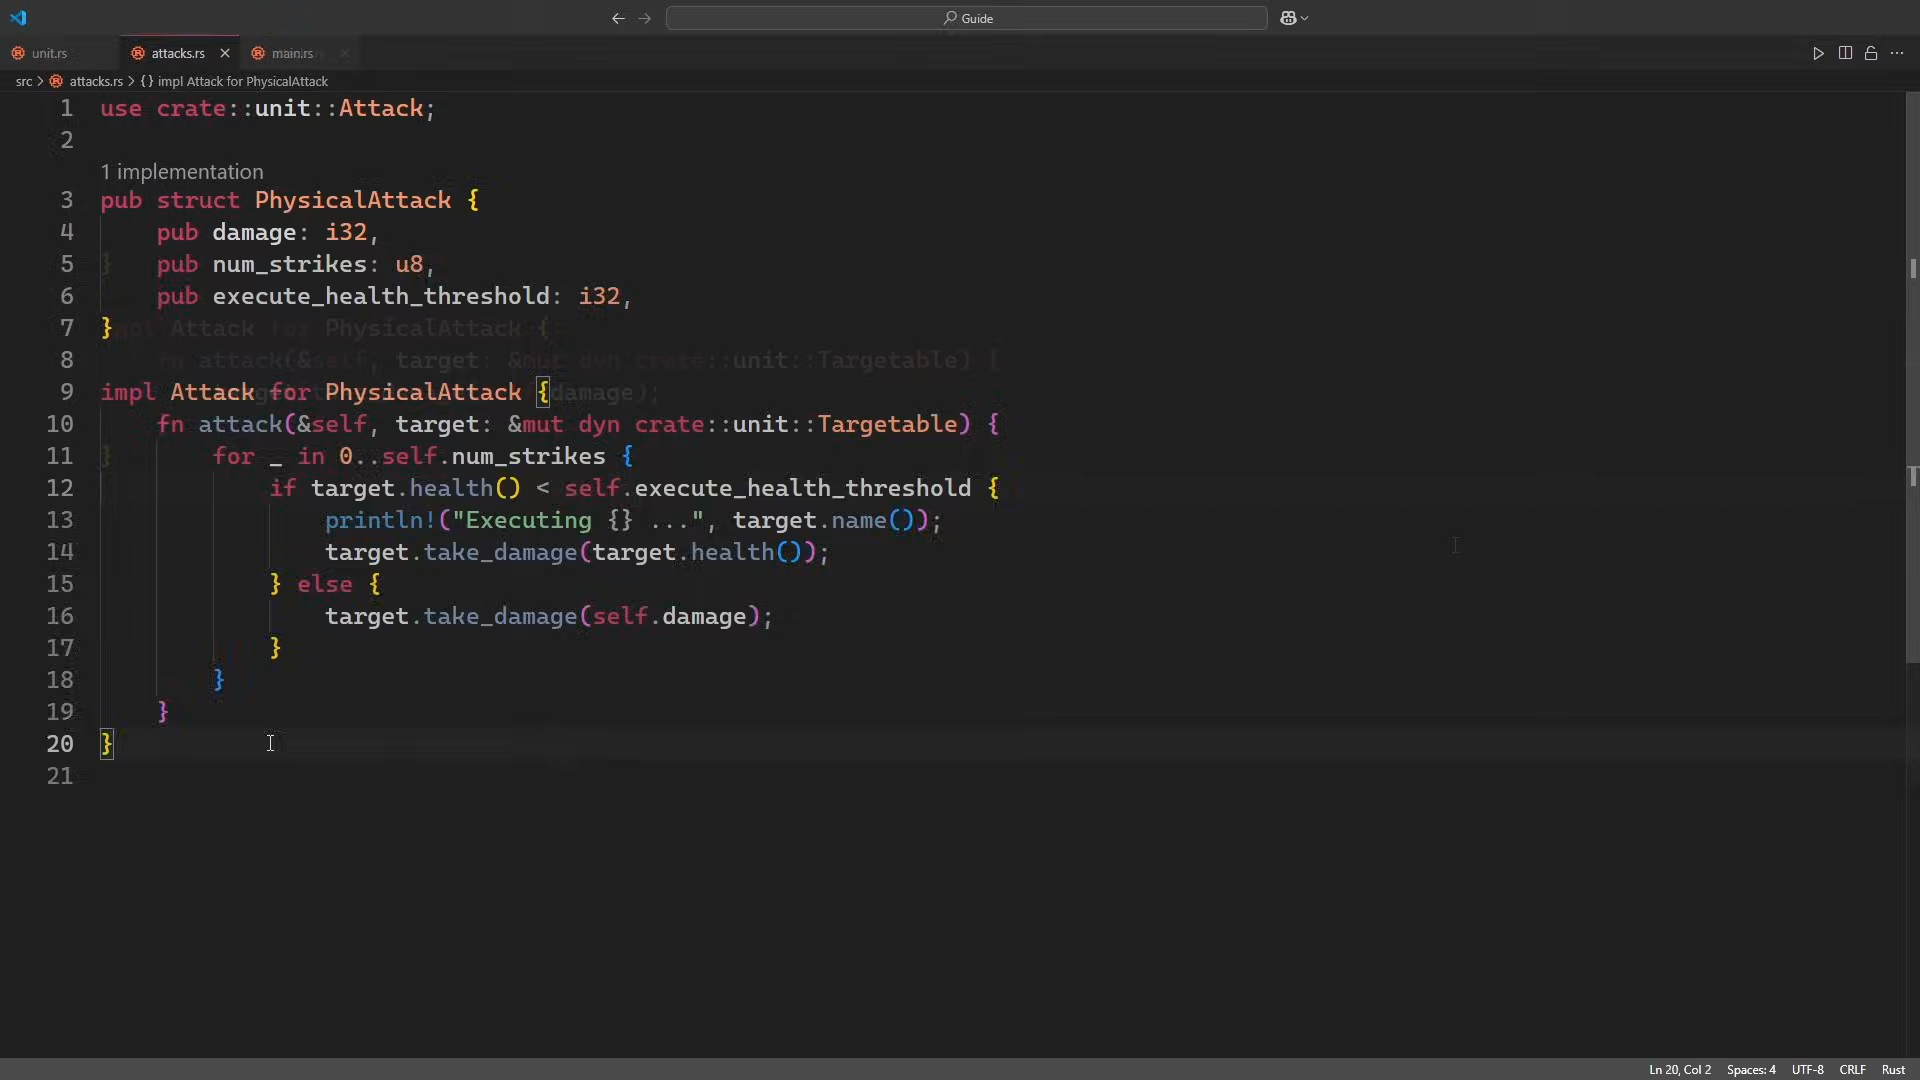 Guide
unit.rs
attacks.rs
main.rs
src > attacks.rs > {} impl Attack for PhysicalAttack
1 use crate::unit::Attack;
2
1 implementation
3 pub struct PhysicalAttack {
4     pub damage: i32,
5     pub num_strikes: u8,
6     pub execute_health_threshold: i32,
7 }
8
9 impl Attack for PhysicalAttack {
10     fn attack(&self, target: &mut dyn crate::unit::Targetable) {
11         for _ in 0..self.num_strikes {
12             if target.health() < self.execute_health_threshold {
13                 println!("Executing {} ...", target.name());
14                 target.take_damage(target.health());
15             } else {
16                 target.take_damage(self.damage);
17             }
18         }
19     }
20 }
21
Ln 20, Col 2 Spaces: 4 UTF-8 CRLF Rust